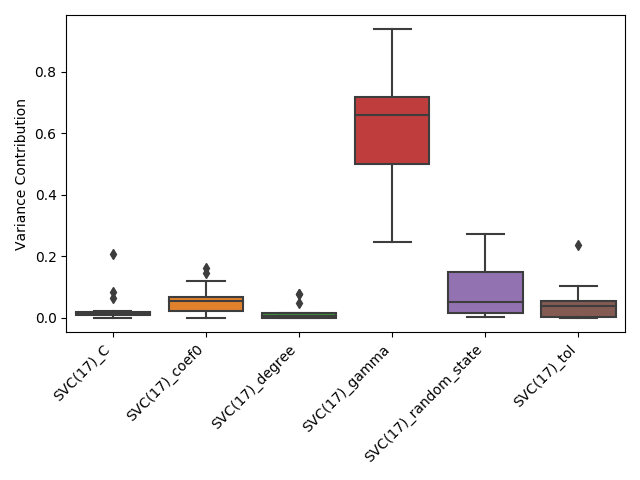 Variance Contribution
0.8
0.6
0.4
0.2
0.0
SVC(17)_C
SVC(17)_coef0
SVC(17)_degree
SVC(17)_gamma
SVC(17)_random_state
SVC(17)_tol